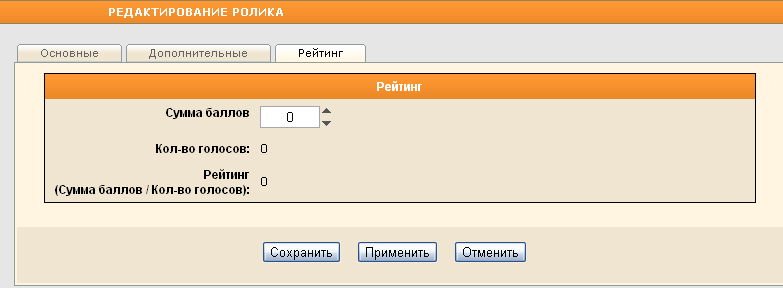 РЕДАКТИРОВАНИЕ РОЛИКА
Основные Дополнительные Рейтинг
Рейтинг
Сумма баллов 0
Кол-во голосов: 0
Рейтинг
(Сумма баллов / Кол-во голосов): 0
Сохранить Применить Отменить